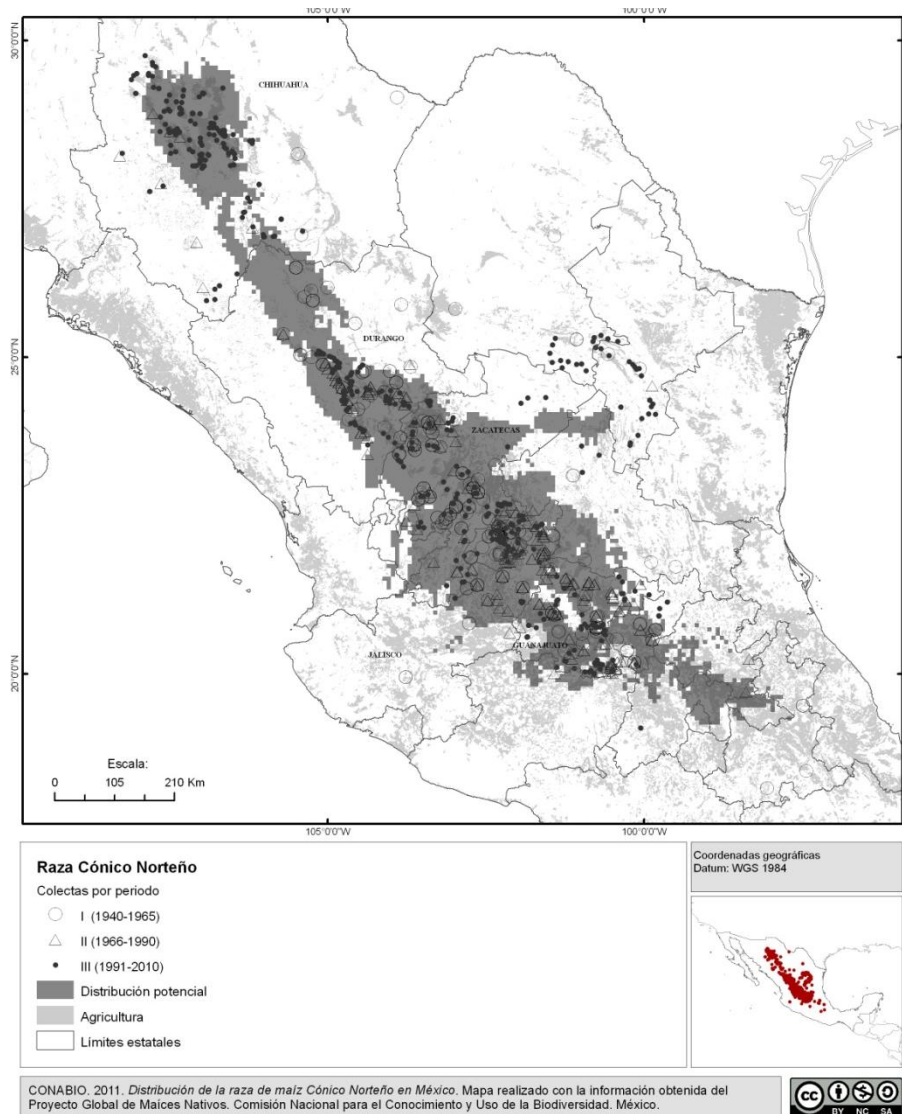 105°0'0"W
100°0'0"W
30°0'0"N
CHIHUAHUA
25°0'0"N
DURANGO
ZACATECAS
GUANAJUATO
JALISCO
20°0'0"N
Escala:
0 105 210 Km
105°0'0"W
100°0'0"W
Raza Cónico Norteño
Colectas por periodo
I (1940-1965)
II (1966-1990)
III (1991-2010)
Distribución potencial
Agricultura
Límites estatales
Coordenadas geográficas
Datum: WGS 1984
CONABIO. 2011. Distribución de la raza de maíz Cónico Norteño en México. Mapa realizado con la información obtenida del
Proyecto Global de Maíces Nativos. Comisión Nacional para el Conocimiento y Uso de la Biodiversidad. México.
cc
BY NC SA